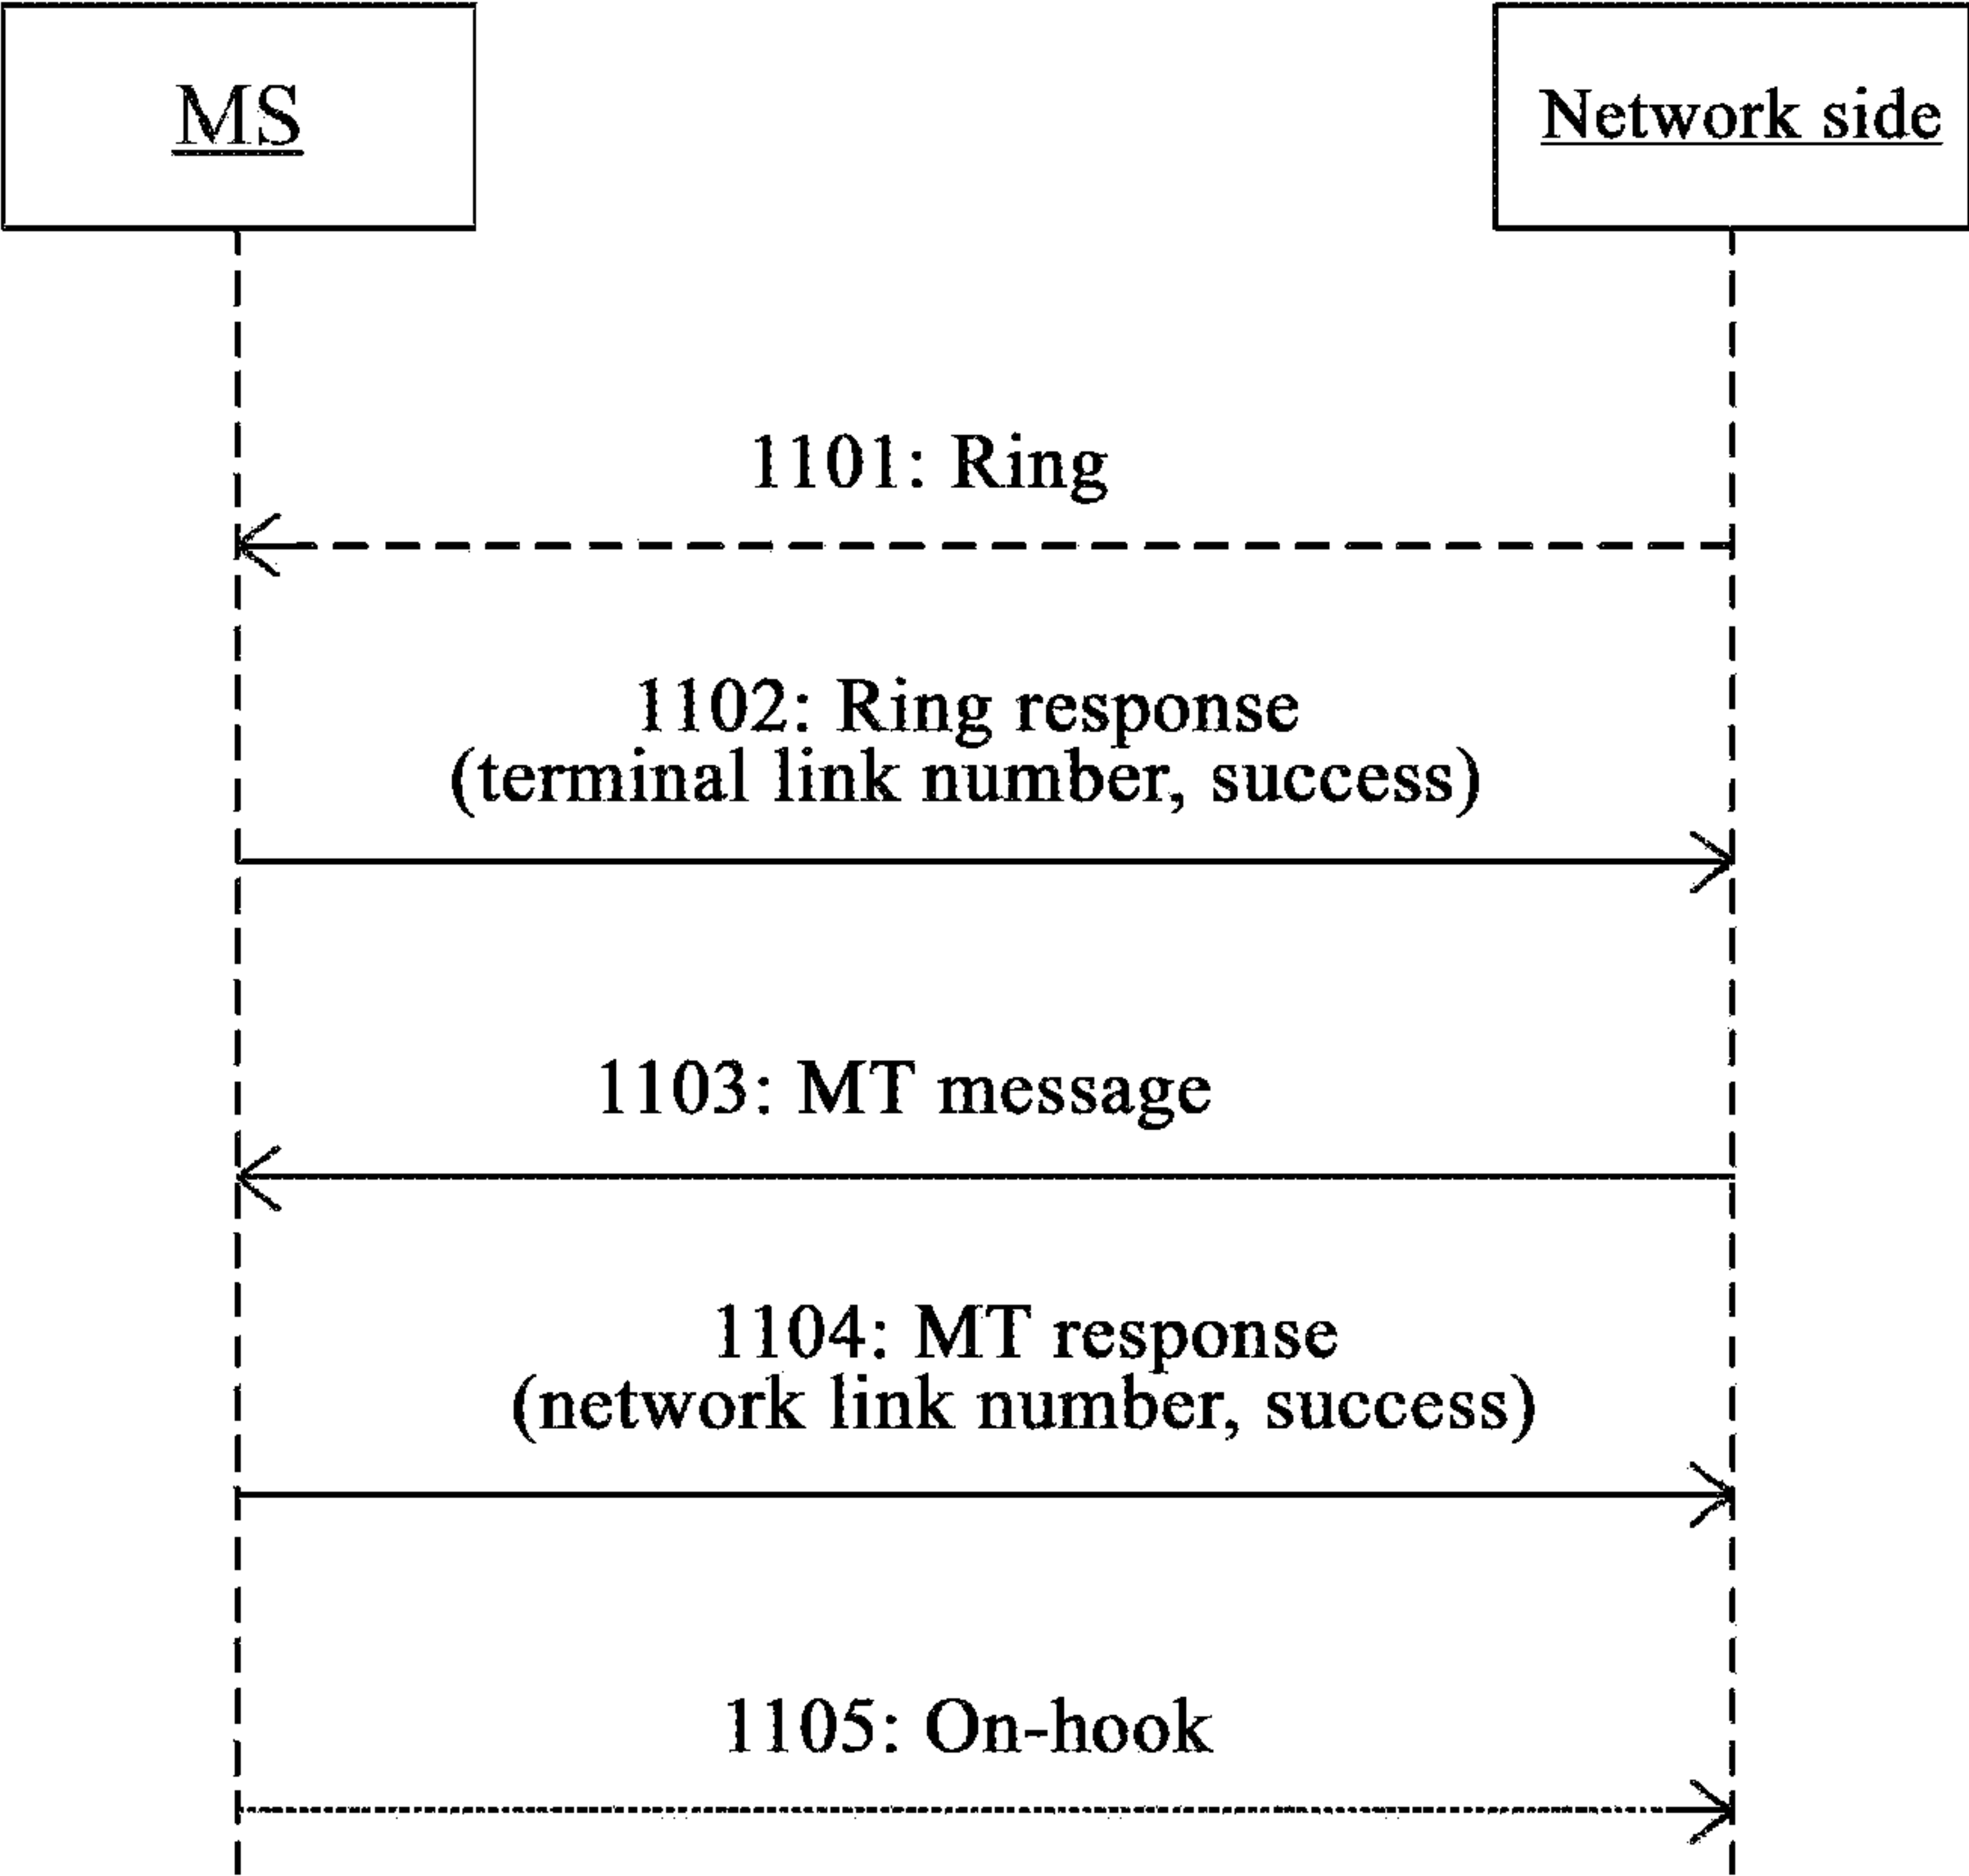 MS
Network side
1101: Ring
1102: Ring response
(terminal link number, success)
1103: MT message
1104: MT response
(network link number, success)
1105: On-hook